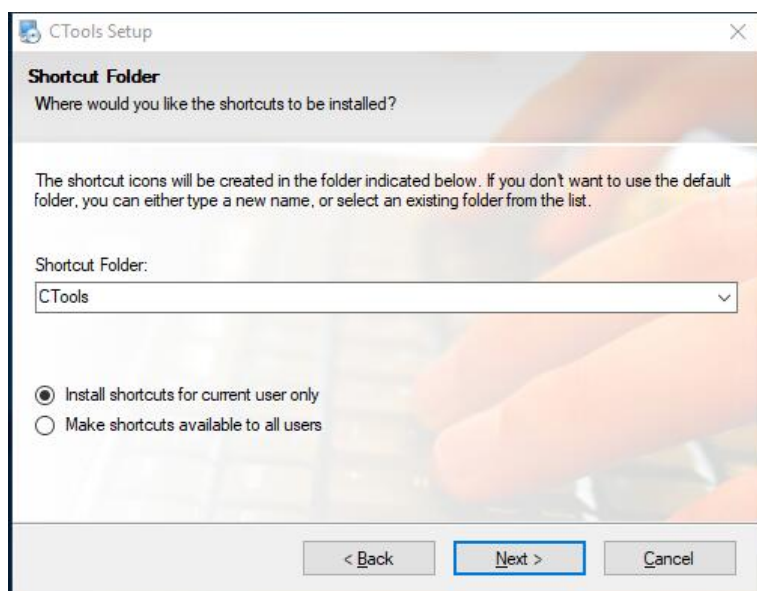 CTools Setup
Shortcut Folder
Where would you like the shortcuts to be installed?
The shortcut icons will be created in the folder indicated below. If you don't want to use the default
folder, you can either type a new name, or select an existing folder from the list.
Shortcut Folder:
CTools
Install shortcuts for current user only
Make shortcuts available to all users
< Back
Next >
Cancel